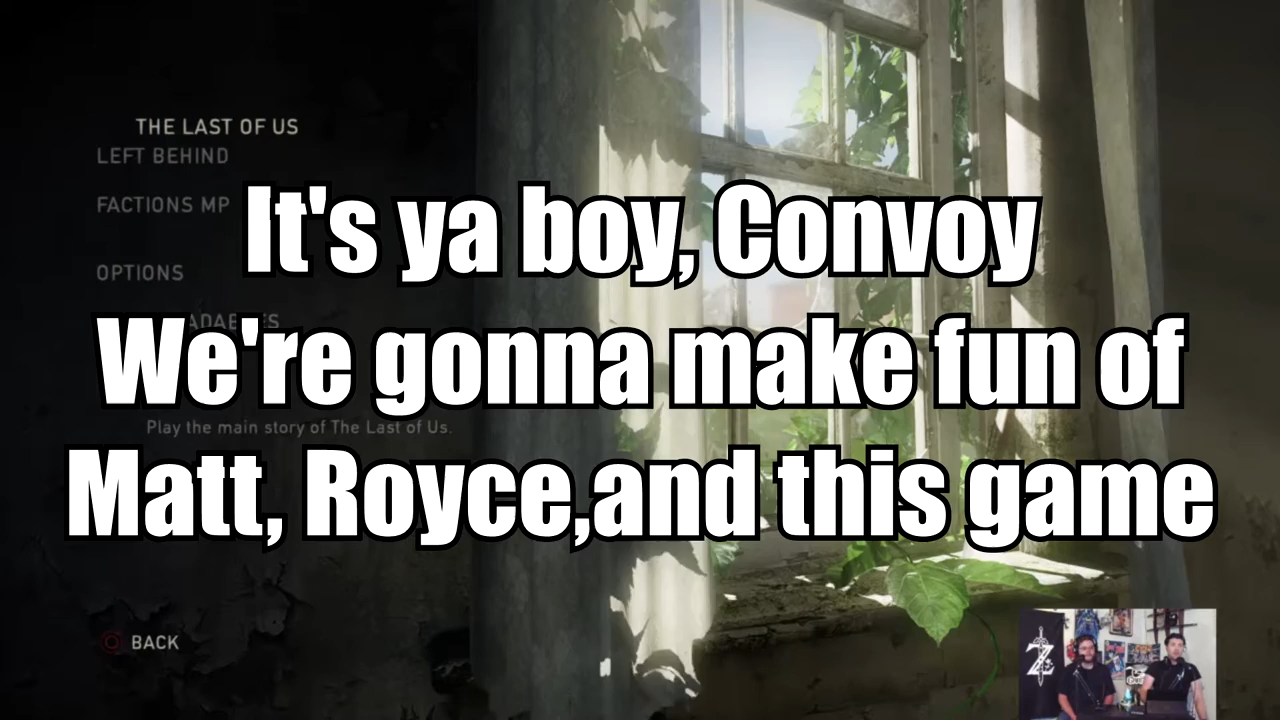 THE LAST OF US
LEFT BEHIND
FACTIONS MP
It's ya boy, Convoy
OPTIONS
We're gonna make fun of
Play the main story of The Last of Us.
Matt, Royce,and this game
BACK